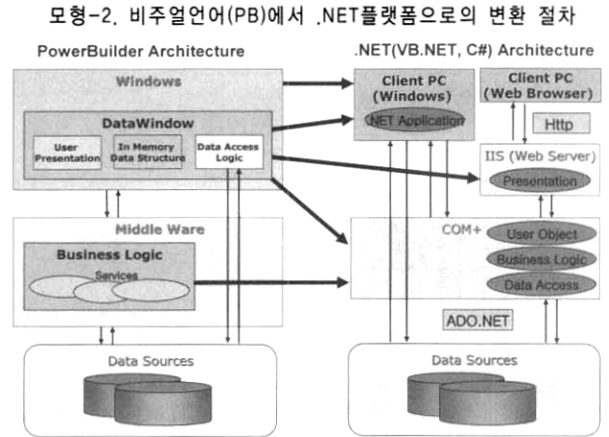 모형-2. 비주얼언어(PB)에서 .NET플랫폼으로의 변환 절차
PowerBuilder Architecture
Windows
DataWindow
User
Presentation
In Memory
Data Structure
Data Access
Logic
Middle Ware
Business Logic
Services
Data Sources
.NET(VB.NET, C#) Architecture
Client PC
(Windows)
.NET Application
Client PC
(Web Browser)
Http
IIS (Web Server)
Presentation
COM+
User Object
Business Logic
Data Access
ADO.NET
Data Sources